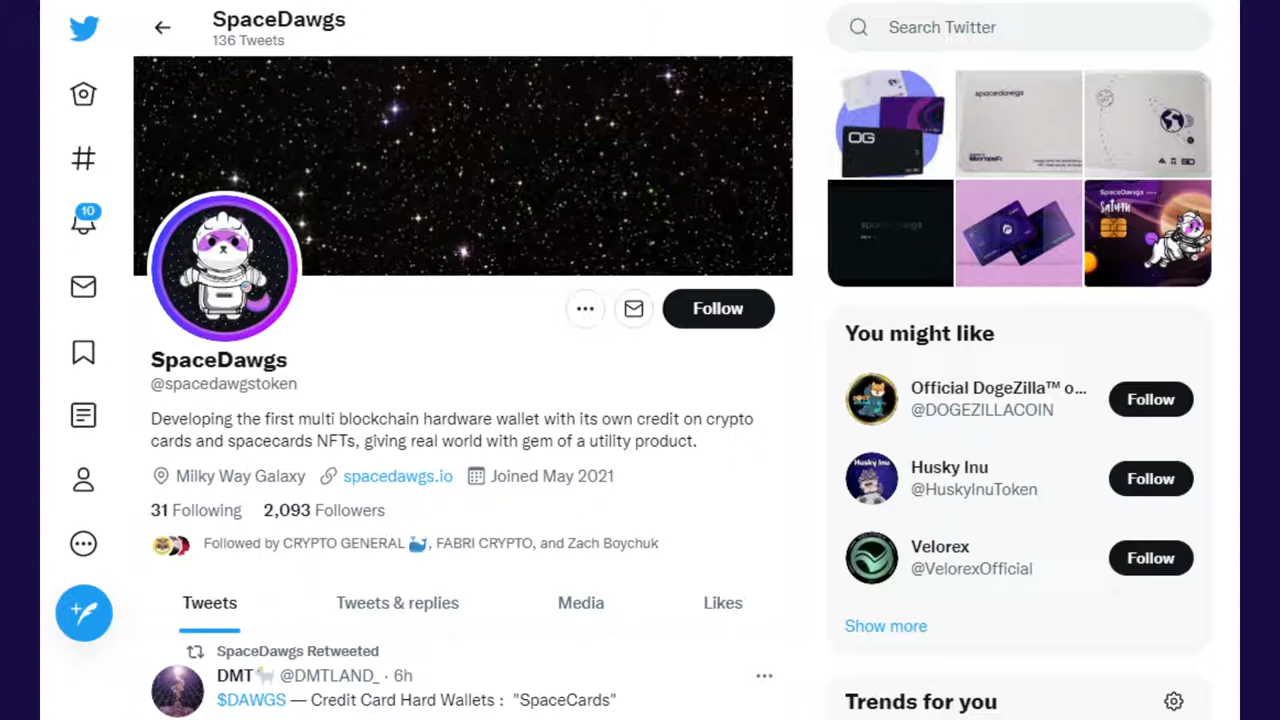 SpaceDawgs
136 Tweets
Search Twitter
10
OG
spacedawgs
SpaceDawgs
Saturn
Follow
SpaceDawgs
@spacedawgstoken
Developing the first multi blockchain hardware wallet with its own credit on crypto
cards and spacecards NFTs, giving real world with gem of a utility product.
Milky Way Galaxy spacedawgs.io Joined May 2021
31 Following 2,093 Followers
Followed by CRYPTO GENERAL, FABRI CRYPTO, and Zach Boychuk
Tweets Tweets & replies Media Likes
SpaceDawgs Retweeted
DMT @DMTLAND_ · 6h
$DAWGS — Credit Card Hard Wallets : "SpaceCards"
You might like
Official DogeZilla™ o...
@DOGEZILLACOIN
Follow
Husky Inu
Husky Inu
@HuskyInuToken
Follow
Velorex
@VelorexOfficial
Follow
Show more
Trends for you